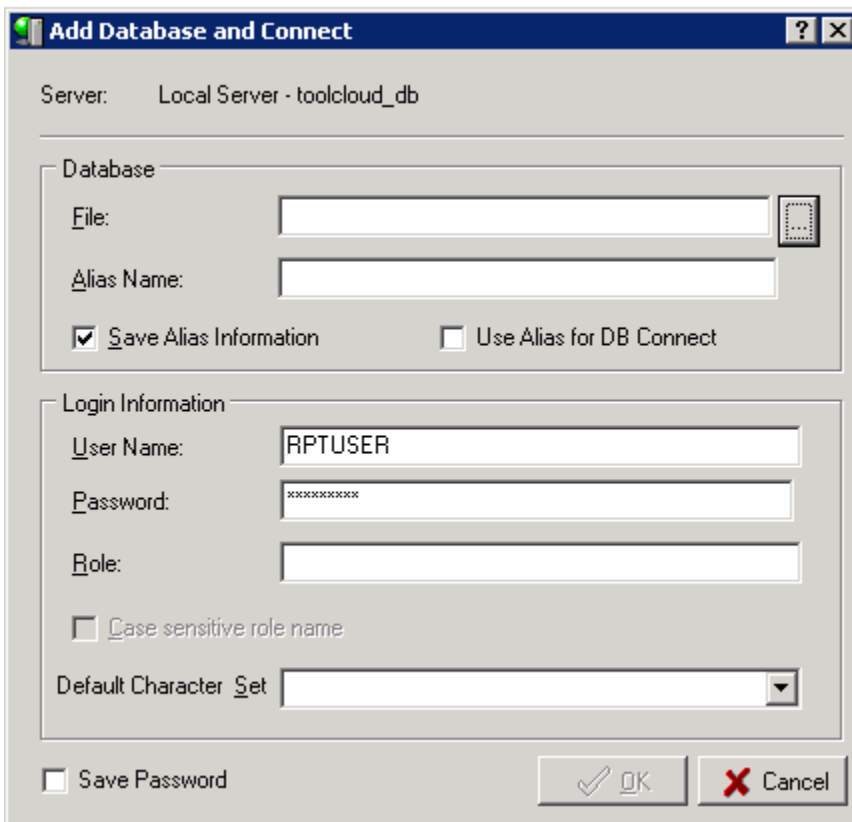 Add Database and Connect
Server: Local Server - toolcloud_db
Database
File: ...
Alias Name:
Save Alias Information Use Alias for DB Connect
Login Information
User Name: RPTUSER
Password: *********
Role:
Case sensitive role name
Default Character Set
Save Password OK Cancel